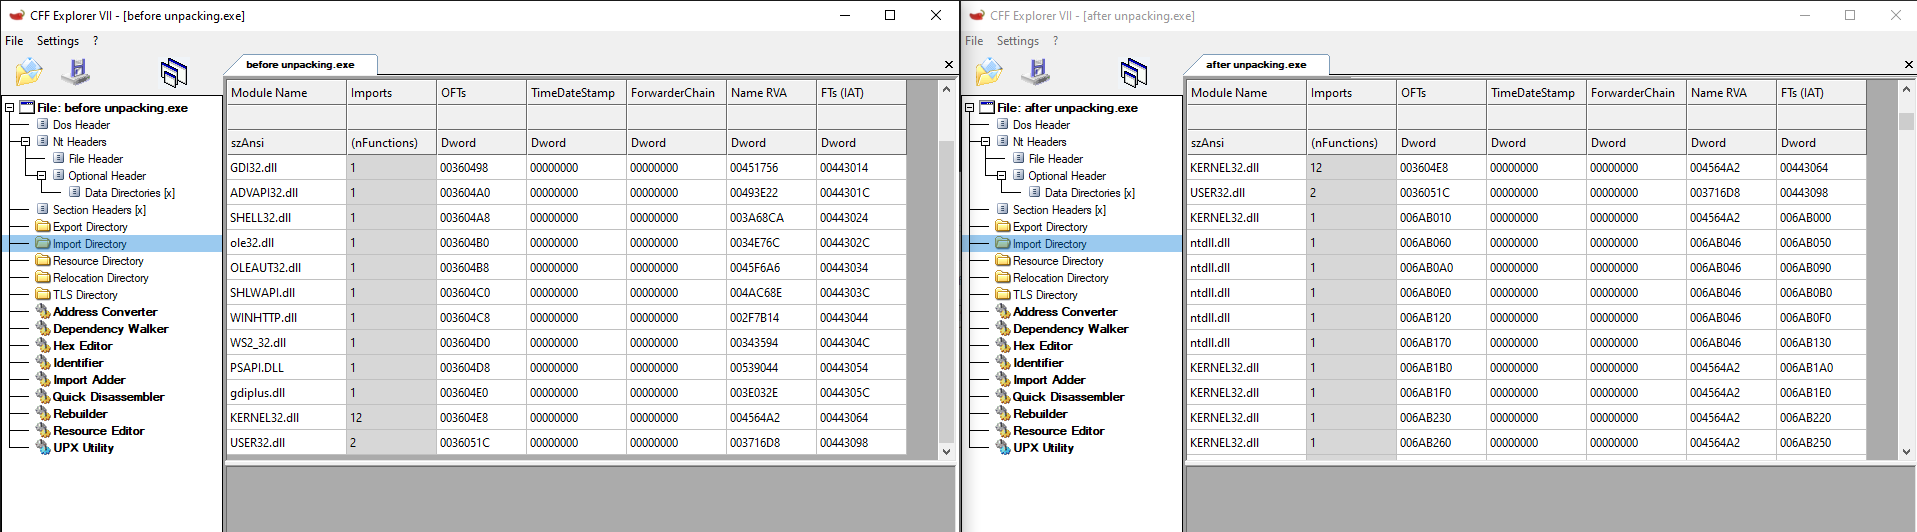 CFF Explorer VII - [before unpacking.exe]
File Settings ?
before unpacking.exe
File: before unpacking.exe
Dos Header
Nt Headers
File Header
Optional Header
Data Directories [x]
Section Headers [x]
Export Directory
Import Directory
Resource Directory
Relocation Directory
TLS Directory
Address Converter
Dependency Walker
Hex Editor
Identifier
Import Adder
Quick Disassembler
Rebuilder
Resource Editor
UPX Utility
Module Name Imports OFTs TimeDateStamp ForwarderChain Name RVA FTs (IAT)
szAnsi (nFunctions) Dword Dword Dword Dword Dword
GDI32.dll 1 00360498 00000000 00000000 00451756 00443014
ADVAPI32.dll 1 003604A0 00000000 00000000 00493E22 0044301C
SHELL32.dll 1 003604A8 00000000 00000000 003A68CA 00443024
ole32.dll 1 003604B0 00000000 00000000 0034E76C 0044302C
OLEAUT32.dll 1 003604B8 00000000 00000000 0045F6A6 00443034
SHLWAPI.dll 1 003604C0 00000000 00000000 004AC68E 0044303C
WINHTTP.dll 1 003604C8 00000000 00000000 002F7B14 00443044
WS2_32.dll 1 003604D0 00000000 00000000 00343594 0044304C
PSAPI.DLL 1 003604D8 00000000 00000000 00539044 00443054
gdiplus.dll 1 003604E0 00000000 00000000 003E032E 0044305C
KERNEL32.dll 12 003604E8 00000000 00000000 004564A2 00443064
USER32.dll 2 0036051C 00000000 00000000 003716D8 00443098
CFF Explorer VII - [after unpacking.exe]
File Settings ?
after unpacking.exe
File: after unpacking.exe
Dos Header
Nt Headers
File Header
Optional Header
Data Directories [x]
Section Headers [x]
Export Directory
Import Directory
Resource Directory
Relocation Directory
TLS Directory
Address Converter
Dependency Walker
Hex Editor
Identifier
Import Adder
Quick Disassembler
Rebuilder
Resource Editor
UPX Utility
Module Name Imports OFTs TimeDateStamp ForwarderChain Name RVA FTs (IAT)
szAnsi (nFunctions) Dword Dword Dword Dword Dword
KERNEL32.dll 12 003604E8 00000000 00000000 004564A2 00443064
USER32.dll 2 0036051C 00000000 00000000 003716D8 00443098
KERNEL32.dll 1 006AB010 00000000 00000000 004564A2 006AB000
ntdll.dll 1 006AB060 00000000 00000000 006AB046 006AB050
ntdll.dll 1 006AB0A0 00000000 00000000 006AB046 006AB090
ntdll.dll 1 006AB0E0 00000000 00000000 006AB046 006AB0B0
ntdll.dll 1 006AB120 00000000 00000000 006AB046 006AB0F0
ntdll.dll 1 006AB170 00000000 00000000 006AB046 006AB130
KERNEL32.dll 1 006AB1B0 00000000 00000000 004564A2 006AB1A0
KERNEL32.dll 1 006AB1F0 00000000 00000000 004564A2 006AB1E0
KERNEL32.dll 1 006AB230 00000000 00000000 004564A2 006AB220
KERNEL32.dll 1 006AB260 00000000 00000000 004564A2 006AB250